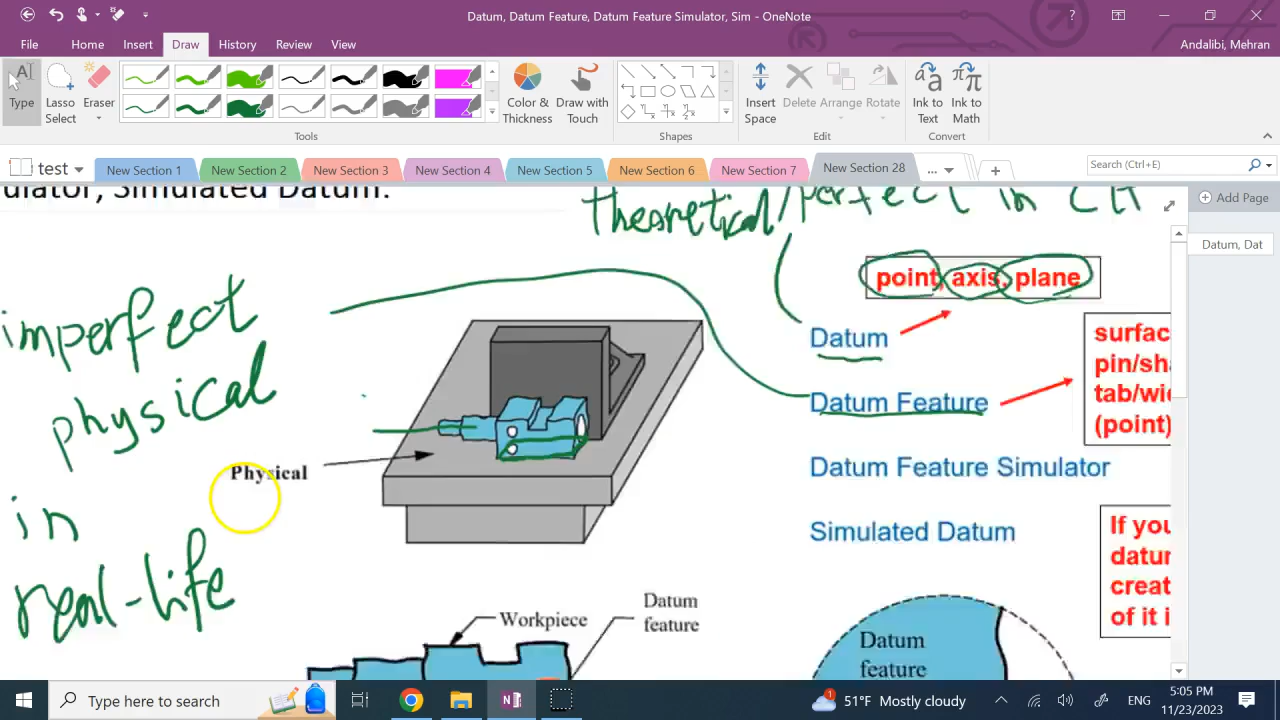 Datum, Datum Feature, Datum Feature Simulator, Sim - OneNote
?
File Home Insert Draw History Review View
Andalibi, Mehran
Type
Lasso Select
Eraser
Color & Thickness
Draw with Touch
Insert Space
Delete
Arrange
Rotate
Ink to Text
Ink to Math
Tools
Shapes
Edit
Convert
test
New Section 1
New Section 2
New Section 3
New Section 4
New Section 5
New Section 6
New Section 7
New Section 28
...
Search (Ctrl+E)
Add Page
Datum, Dat
ulator, Simulated Datum.
theoretical/perfect in
point, axis, plane
imperfect
physical
in
real-life
Physical
Datum
Datum Feature
Datum Feature Simulator
Simulated Datum
surfac
pin/sha
tab/wid
(point)
If you
datum
creat
of it i
Workpiece
Datum
feature
Datum
feature
Type here to search
1
51°F Mostly cloudy
ENG
5:05 PM
11/23/2023